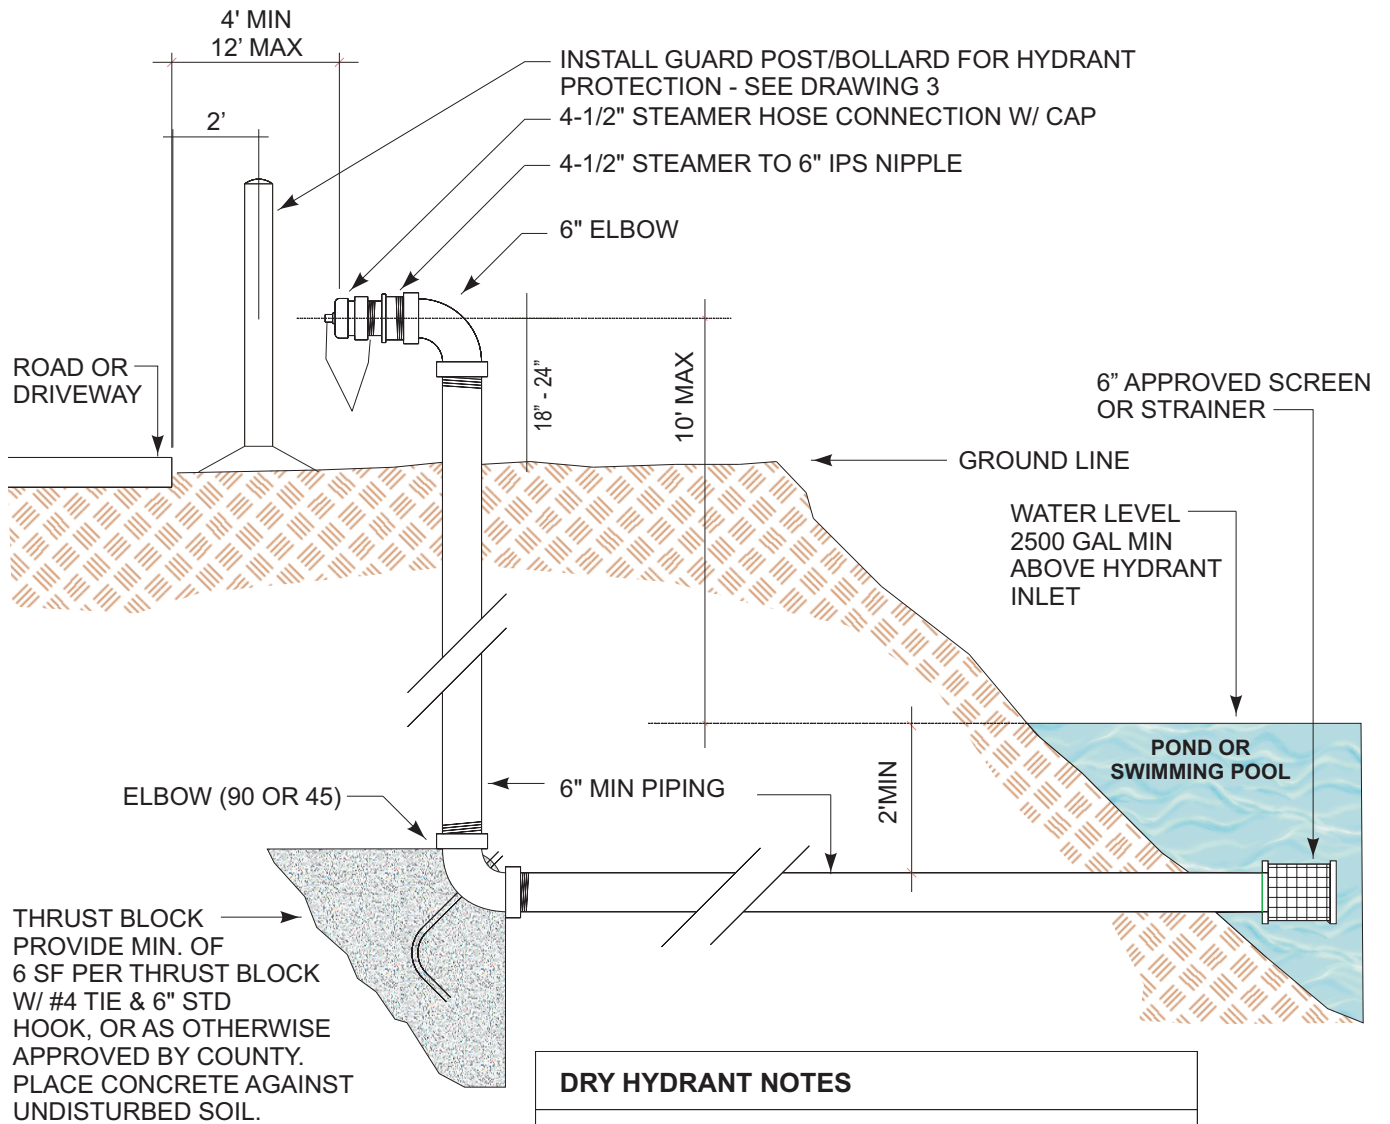 4' MIN
12' MAX
2'
INSTALL GUARD POST/BOLLARD FOR HYDRANT
PROTECTION - SEE DRAWING 3
4-1/2" STEAMER HOSE CONNECTION W/ CAP
4-1/2" STEAMER TO 6" IPS NIPPLE
6" ELBOW
ROAD OR
DRIVEWAY
18" - 24"
10' MAX
6” APPROVED SCREEN
OR STRAINER
GROUND LINE
WATER LEVEL
2500 GAL MIN
ABOVE HYDRANT
INLET
POND OR
SWIMMING POOL
ELBOW (90 OR 45)
6" MIN PIPING
2'MIN
THRUST BLOCK
PROVIDE MIN. OF
6 SF PER THRUST BLOCK
W/ #4 TIE & 6" STD
HOOK, OR AS OTHERWISE
APPROVED BY COUNTY.
PLACE CONCRETE AGAINST
UNDISTURBED SOIL.
DRY HYDRANT NOTES